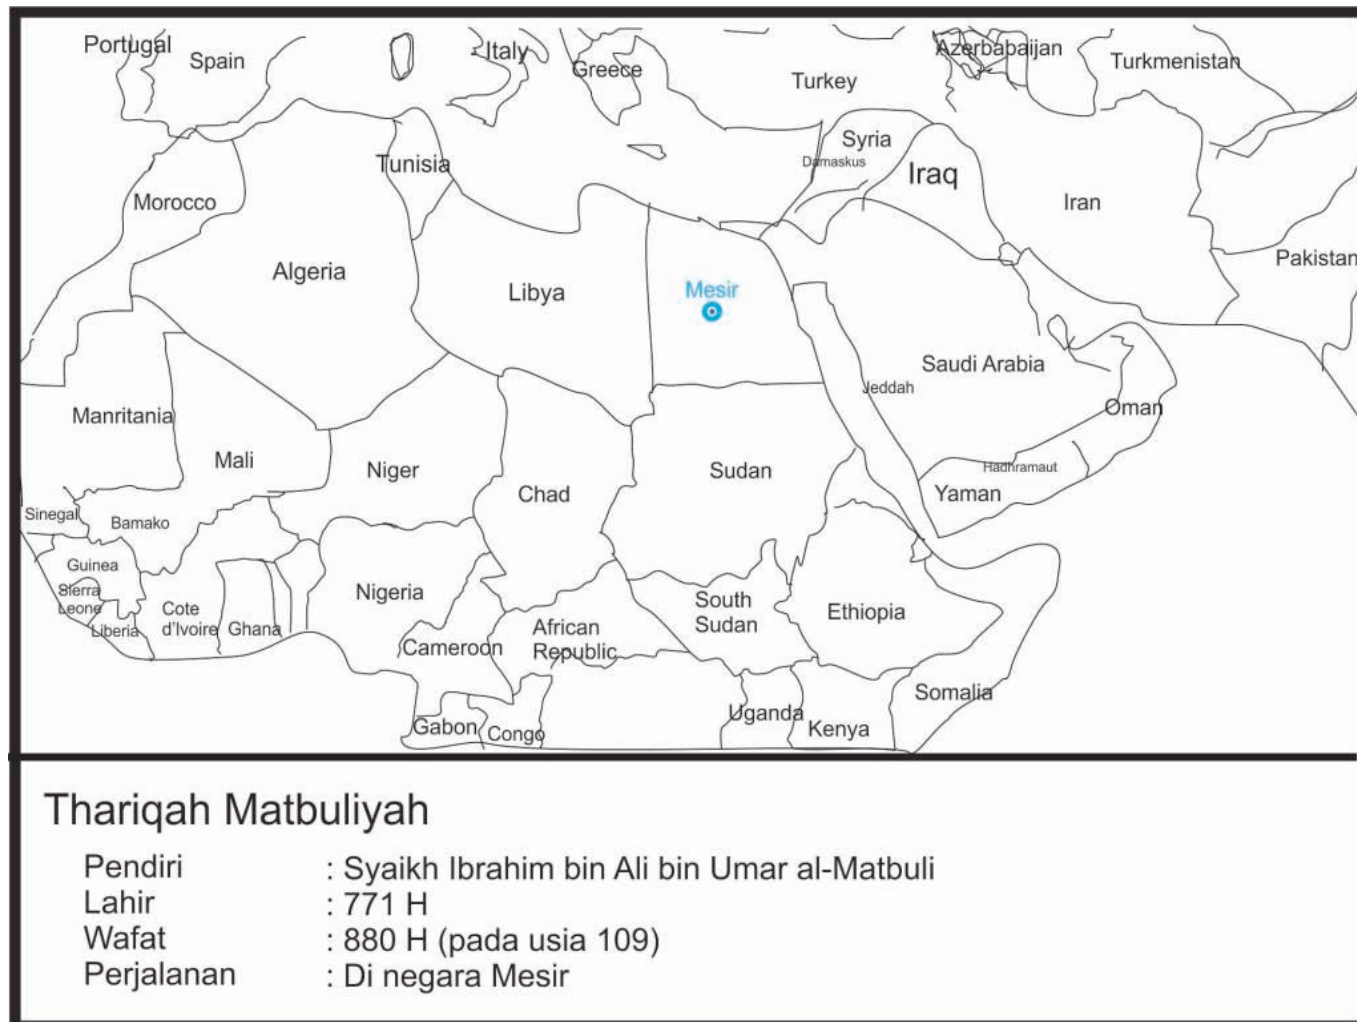 Portugal
Spain
Italy
Greece
Turkey
Azerbabaijan
Turkmenistan
Tunisia
Syria
Damaskus
Iraq
Iran
Morocco
Algeria
Libya
Mesir
Pakistan
Saudi Arabia
Jeddah
Oman
Manritania
Mali
Niger
Chad
Sudan
Hadhramaut
Yaman
Sinegal
Bamako
Guinea
Sierra
Leone
Liberia
Cote
d'Ivoire
Ghana
Nigeria
Cameroon
African
Republic
South
Sudan
Ethiopia
Somalia
Gabon
Congo
Uganda
Kenya
Thariqah Matbuliyah
Pendiri : Syaikh Ibrahim bin Ali bin Umar al-Matbuli
Lahir : 771 H
Wafat : 880 H (pada usia 109)
Perjalanan : Di negara Mesir